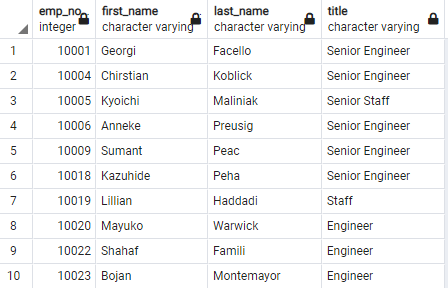 emp_no first_name last_name title
integer character varying character varying character varying
1 10001 Georgi Facello Senior Engineer
2 10004 Chirstian Koblick Senior Engineer
3 10005 Kyoichi Maliniak Senior Staff
4 10006 Anneke Preusig Senior Engineer
5 10009 Sumant Peac Senior Engineer
6 10018 Kazuhide Peha Senior Engineer
7 10019 Lillian Haddadi Staff
8 10020 Mayuko Warwick Engineer
9 10022 Shahaf Famili Engineer
10 10023 Bojan Montemayor Engineer